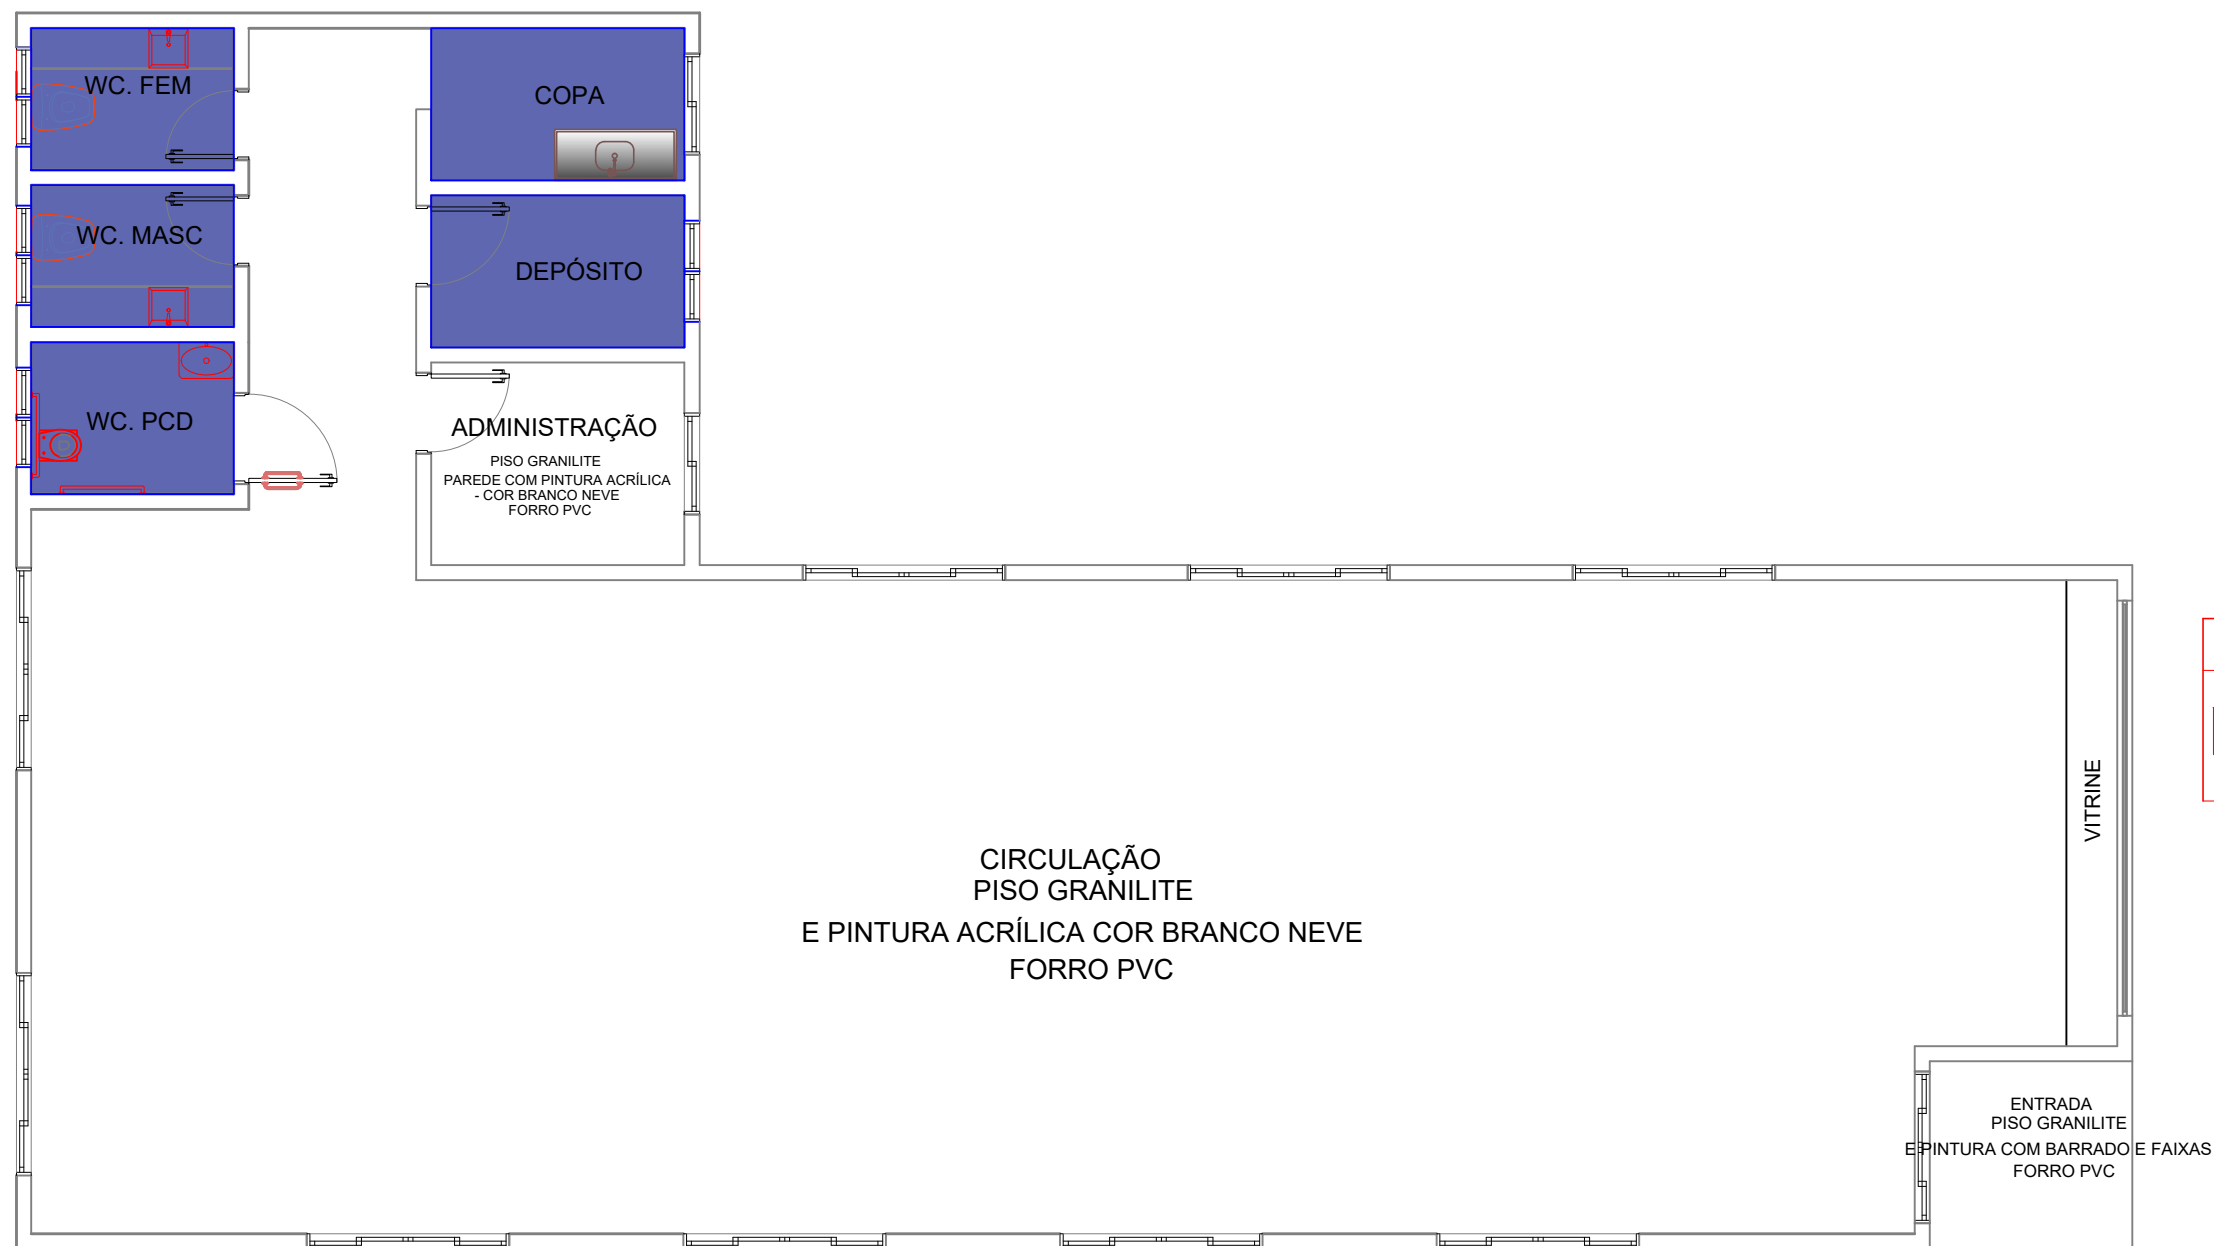 WC. FEM
COPA
WC. MASC
DEPÓSITO
WC. PCD
ADMINISTRAÇÃO
PISO GRANILITE
PAREDE COM PINTURA ACRÍLICA
- COR BRANCO NEVE
FORRO PVC
VITRINE
CIRCULAÇÃO
PISO GRANILITE
E PINTURA ACRÍLICA COR BRANCO NEVE
FORRO PVC
ENTRADA
PISO GRANILITE
E PINTURA COM BARRADO E FAIXAS
FORRO PVC